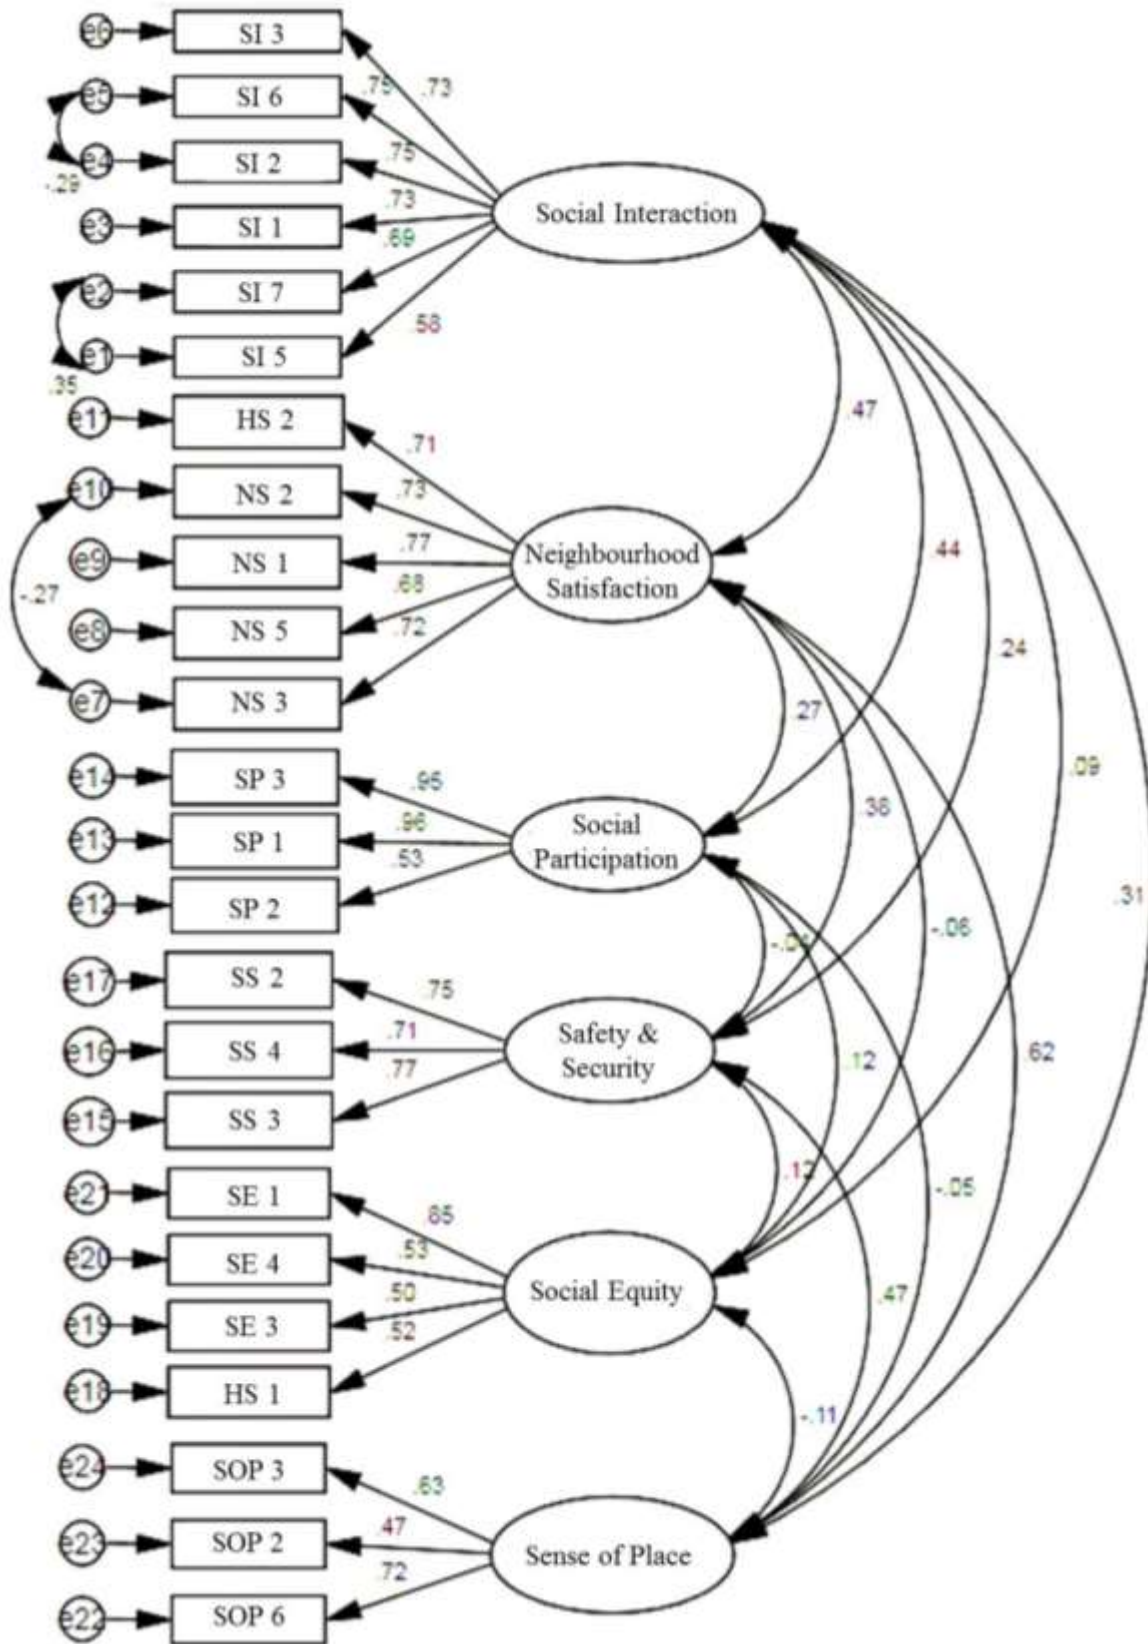 e6 SI 3
.73
e5 SI 6
.75
e4 SI 2
.75
-.29
e3 SI 1
.73
Social Interaction
.69
e2 SI 7
.58
e1 SI 5
.35
e11 HS 2
.47
.71
e10 NS 2
.73
.44
e9 NS 1
.77
Neighbourhood
Satisfaction
.68
-.27
e8 NS 5
.72
.24
e7 NS 3
.27
.09
e14 SP 3
.95
.38
e13 SP 1
.96
Social
Participation
.53
e12 SP 2
.31
-.04
-.06
e17 SS 2
.75
e16 SS 4
.71
Safety &
Security
.77
.12
.62
e15 SS 3
.12
-.05
e21 SE 1
.85
e20 SE 4
.53
Social Equity
.50
.47
e19 SE 3
.52
e18 HS 1
-.11
e24 SOP 3
.63
e23 SOP 2
.47
Sense of Place
.72
e22 SOP 6